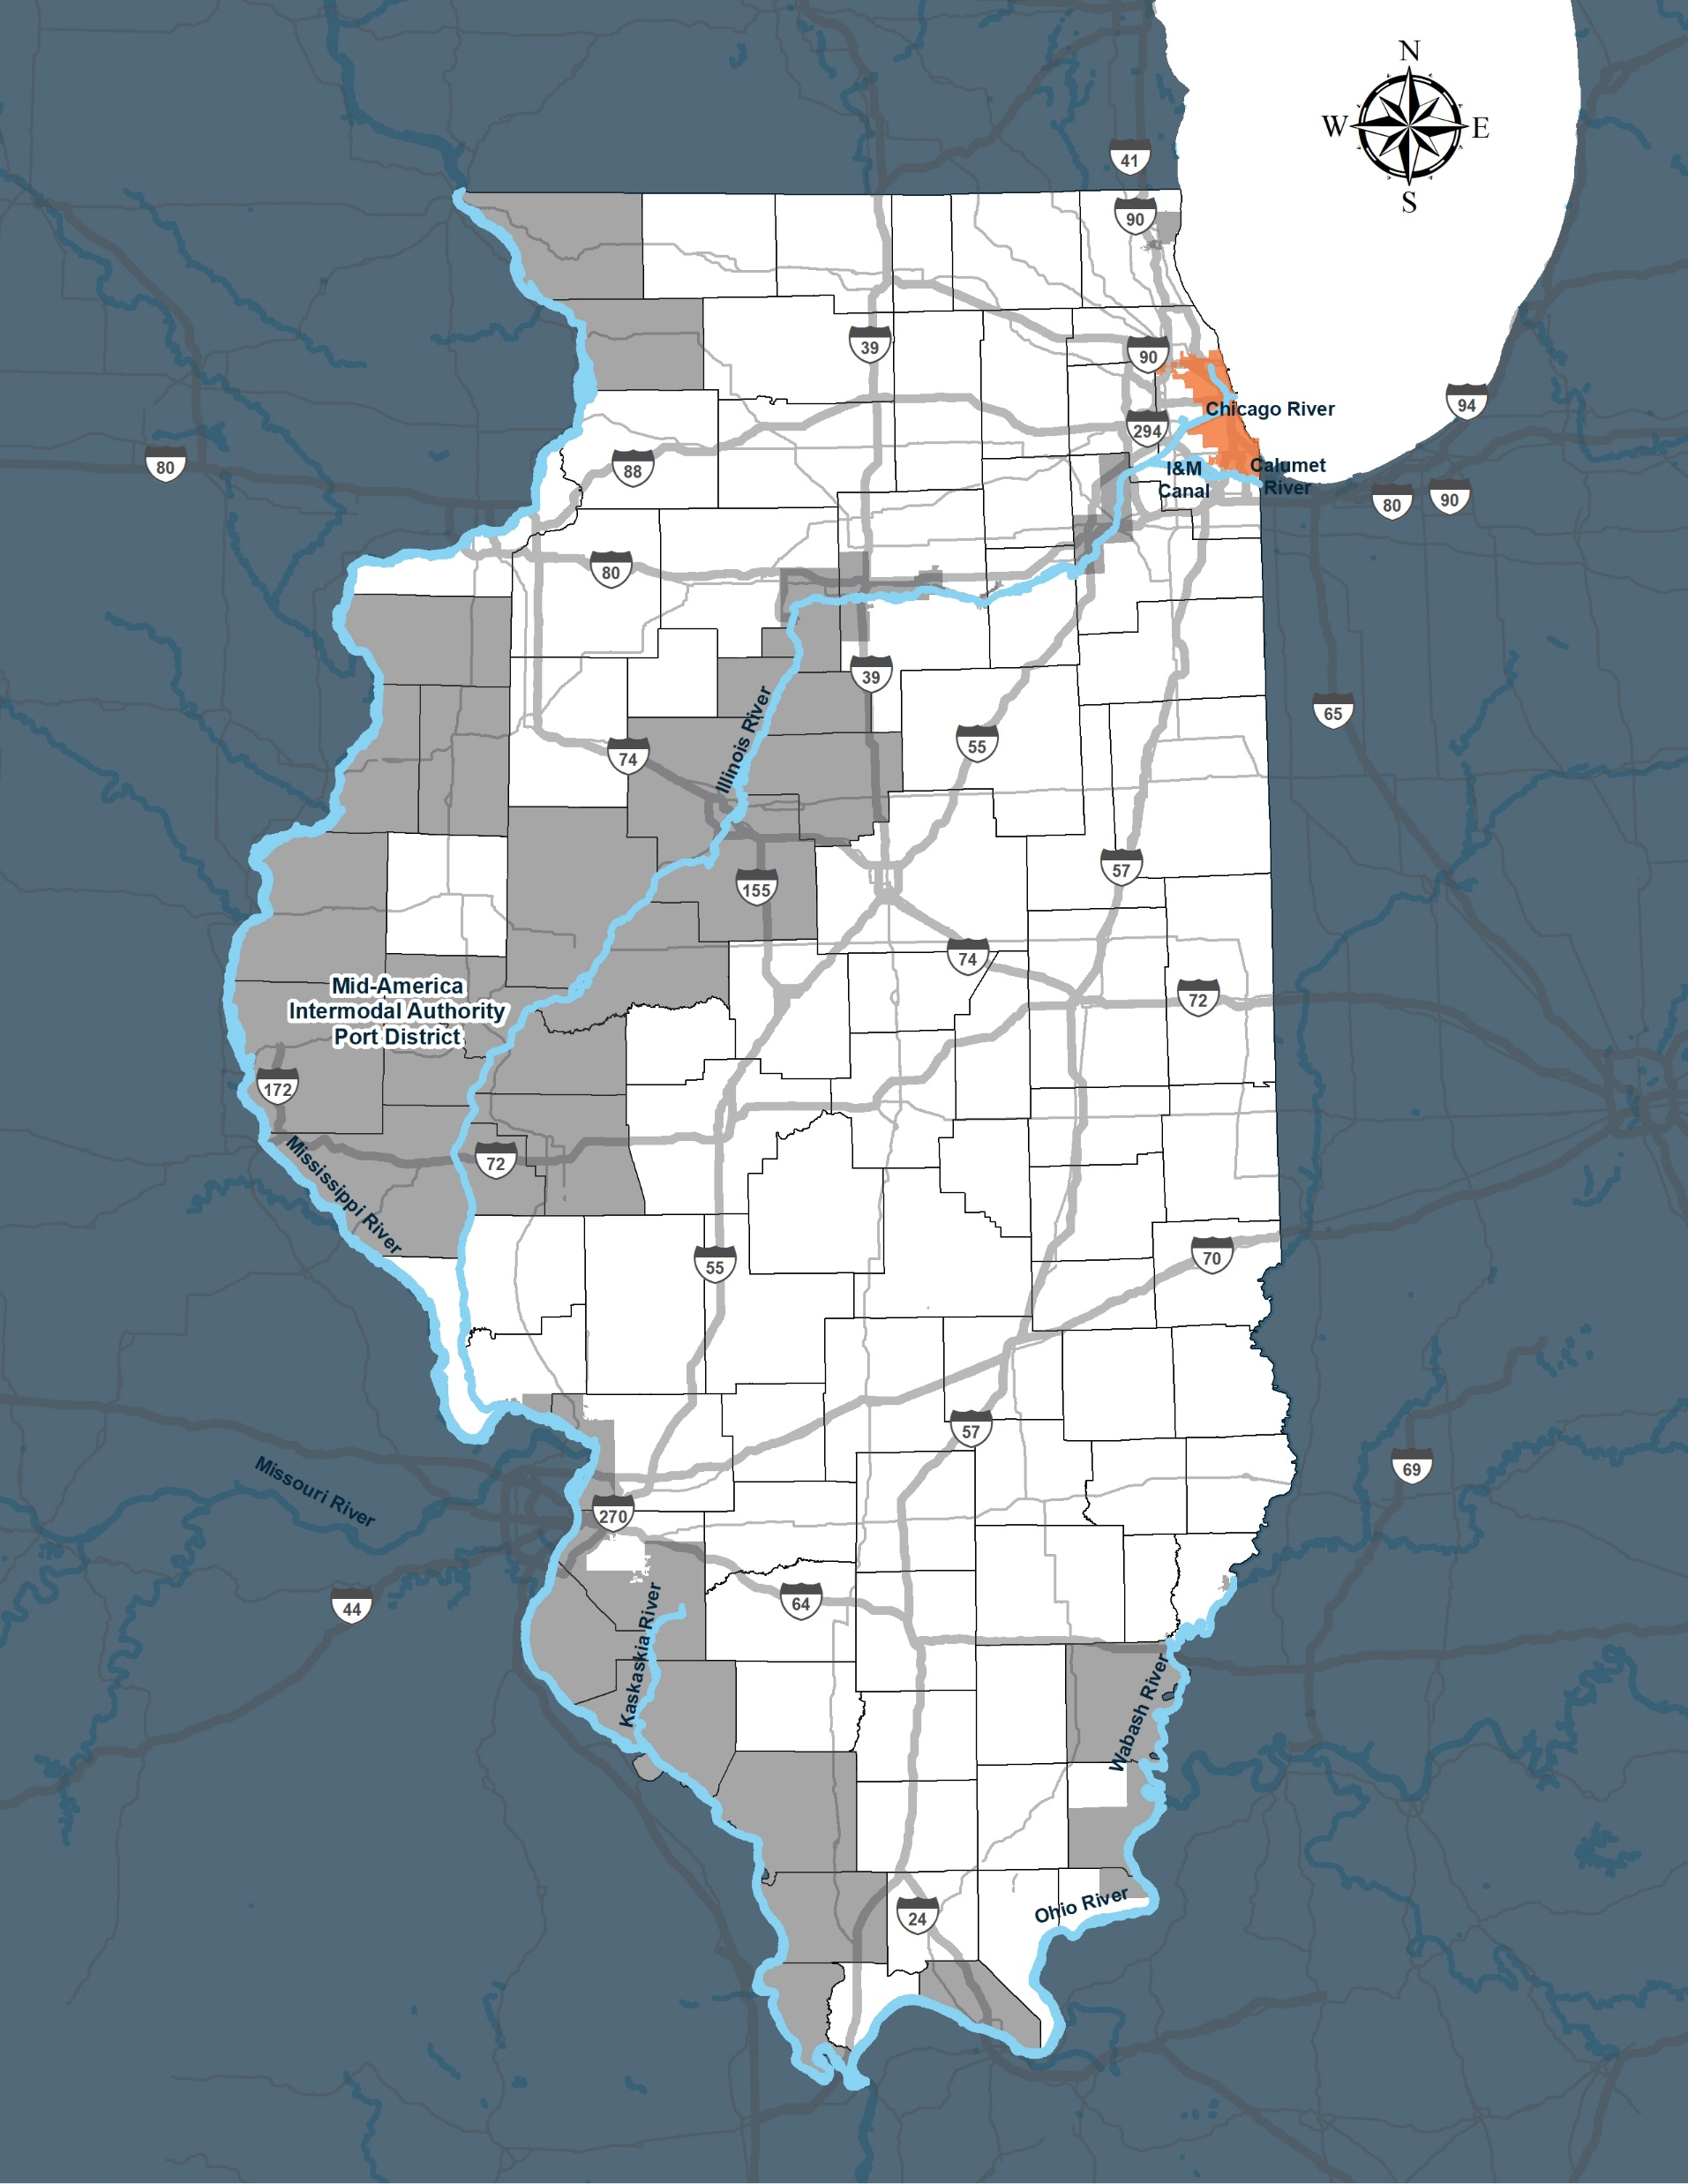 N
W E
S
41
90
39
90
94
Chicago River
294
80
88
I&M
Canal
Calumet
River
80
90
80
39
65
Illinois River
55
74
57
155
74
72
Mid-America
Intermodal Authority
Port District
172
72
Mississippi River
55
70
57
69
Missouri River
270
44
64
Kaskaskia River
Wabash River
24
Ohio River